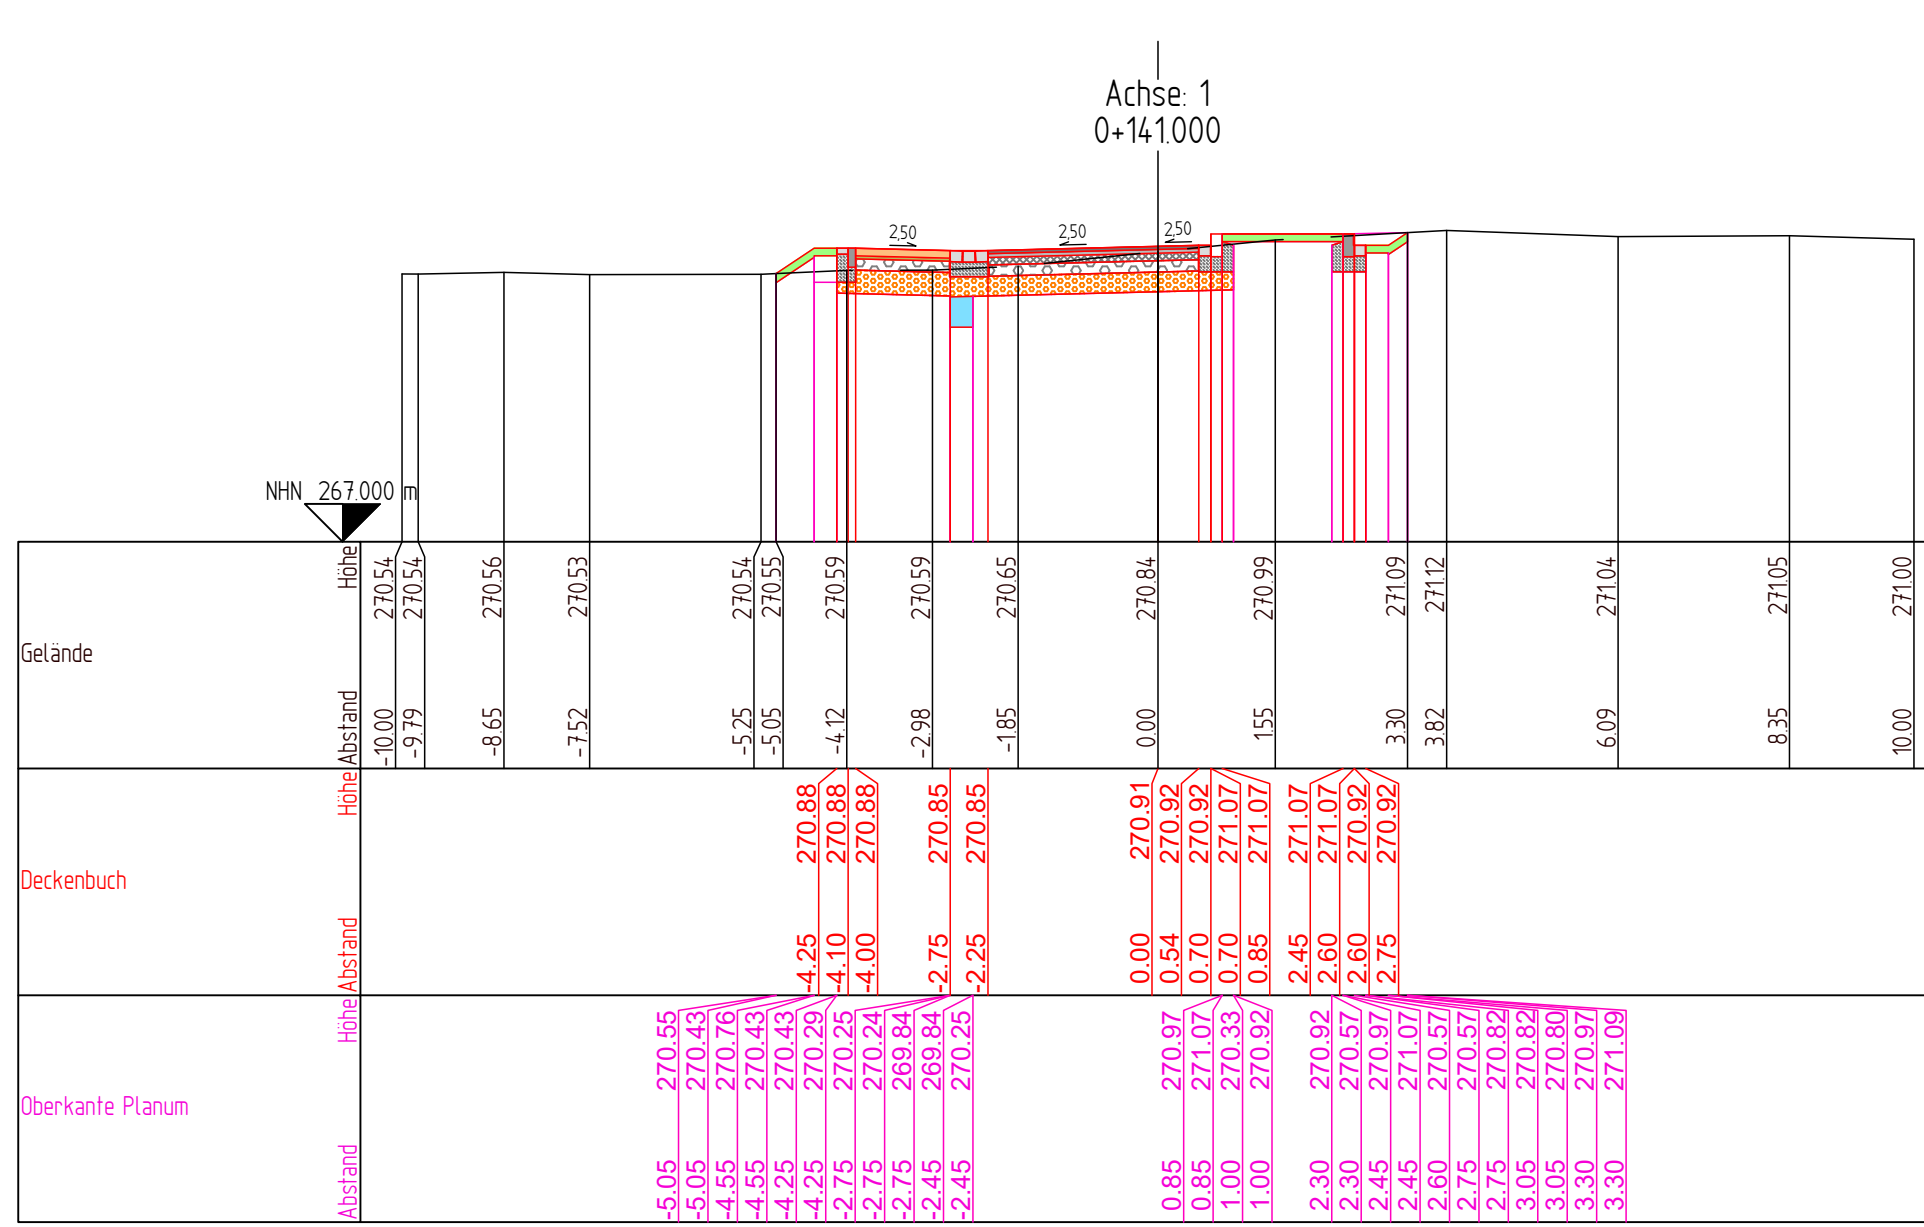 Achse: 1
0+141.000
2,50 2,50 2,50
NHN 267.000 m
Gelände
Höhe 270.54 270.54 270.56 270.53 270.54 270.55 270.59 270.59 270.65 270.84 270.99 271.09 271.12 271.04 271.05 271.00
Abstand -10.00 -9.79 -8.65 -7.52 -5.25 -5.05 -4.12 -2.98 -1.85 0.00 1.55 3.30 3.82 6.09 8.35 10.00
Deckenbuch
Höhe 270.88 270.88 270.88 270.85 270.85 270.91 270.92 270.92 271.07 271.07 271.07 271.07 270.92 270.92
Abstand -4.25 -4.10 -4.00 -2.75 -2.25 0.00 0.54 0.70 0.70 0.85 2.45 2.60 2.60 2.75
Oberkante Planum
Höhe 270.55 270.43 270.76 270.43 270.43 270.29 270.25 270.24 269.84 269.84 270.25 270.97 271.07 270.33 270.92 270.92 270.57 270.97 271.07 270.57 270.57 270.82 270.82 270.80 270.97 271.09
Abstand -5.05 -5.05 -4.55 -4.55 -4.25 -4.25 -2.75 -2.75 -2.75 -2.45 -2.45 0.85 0.85 1.00 1.00 2.30 2.30 2.45 2.45 2.60 2.75 2.75 3.05 3.05 3.30 3.30